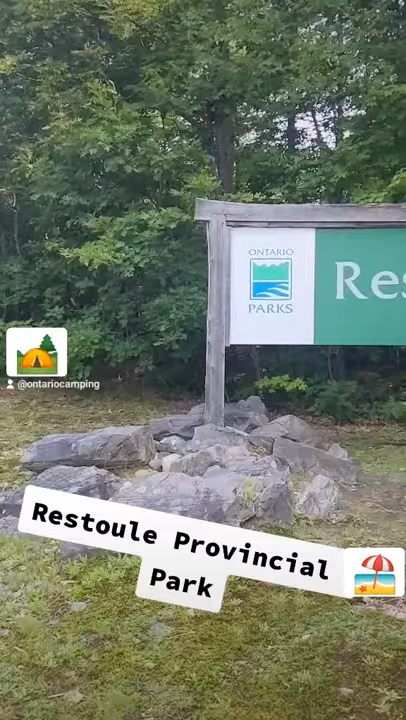 ONTARIO
PARKS
Res
@ontariocamping
Restoule Provincial
Park